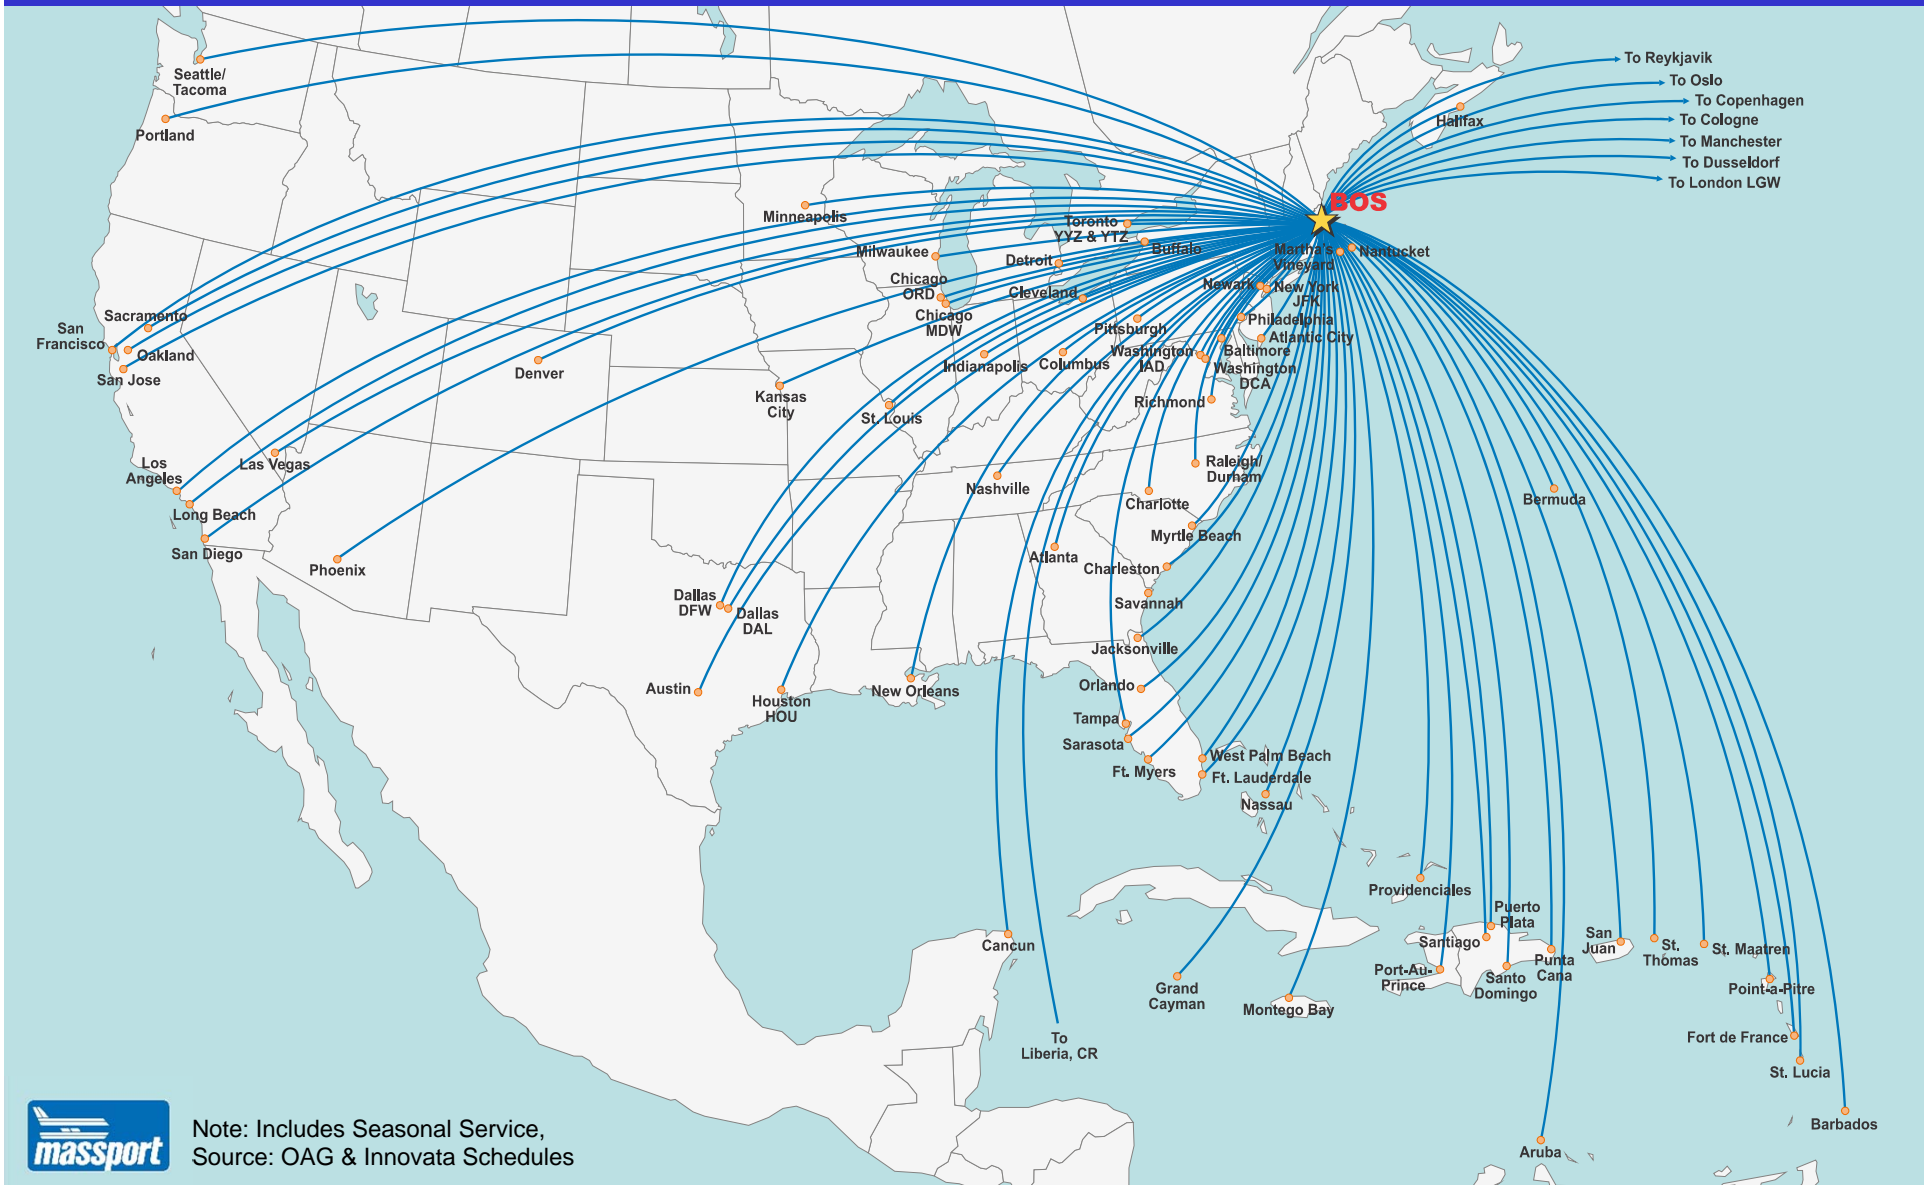 Seattle/
Tacoma
Portland
To Reykjavik
To Oslo
To Copenhagen
To Cologne
To Manchester
To Dusseldorf
To London LGW
Halifax
BOS
Minneapolis
Toronto
YYZ & YTZ
Buffalo
Martha's
Vineyard
Nantucket
Milwaukee
Detroit
Chicago
ORD
Cleveland
Newark
New York
JFK
Chicago
MDW
Sacramento
San
Francisco
Oakland
San Jose
Denver
Pittsburgh
Philadelphia
Atlantic City
Indianapolis
Columbus
Washington
IAD
Baltimore
Washington
DCA
Kansas
City
St. Louis
Richmond
Los
Angeles
Las Vegas
Long Beach
San Diego
Phoenix
Nashville
Raleigh/
Durham
Charlotte
Bermuda
Myrtle Beach
Atlanta
Charleston
Savannah
Dallas
DFW
Dallas
DAL
Jacksonville
Austin
Houston
HOU
New Orleans
Orlando
Tampa
Sarasota
Ft. Myers
West Palm Beach
Ft. Lauderdale
Nassau
Providenciales
Puerto
Plata
Santiago
Port-Au-
Prince
Santo
Domingo
Punta
Cana
San
Juan
St.
Thomas
St. Maatren
Point-a-Pitre
Cancun
Grand
Cayman
Montego Bay
To
Liberia, CR
Fort de France
St. Lucia
Barbados
Aruba
massport
Note: Includes Seasonal Service,
Source: OAG & Innovata Schedules